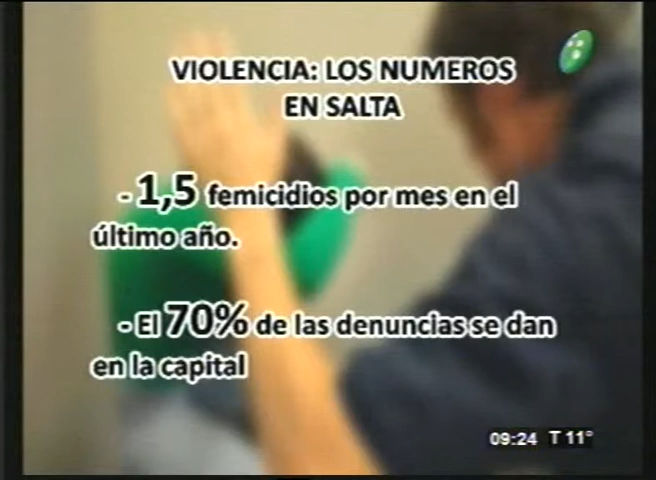 VIOLENCIA: LOS NUMEROS
EN SALTA
- 1,5 femicidios por mes en el
último año.
- El 70% de las denuncias se dan
en la capital
09:24 T 11°